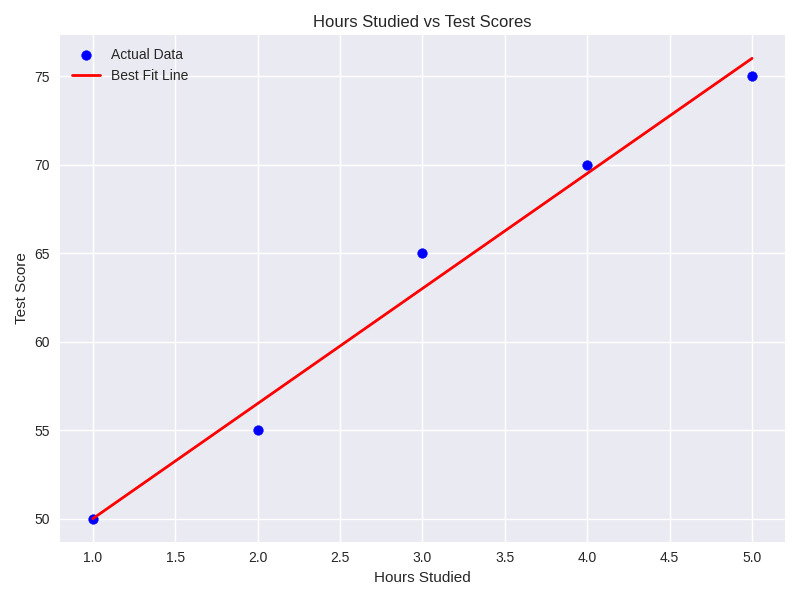 Hours Studied vs Test Scores
Actual Data
Best Fit Line
75
70
65
60
55
50
Test Score
1.0 1.5 2.0 2.5 3.0 3.5 4.0 4.5 5.0
Hours Studied